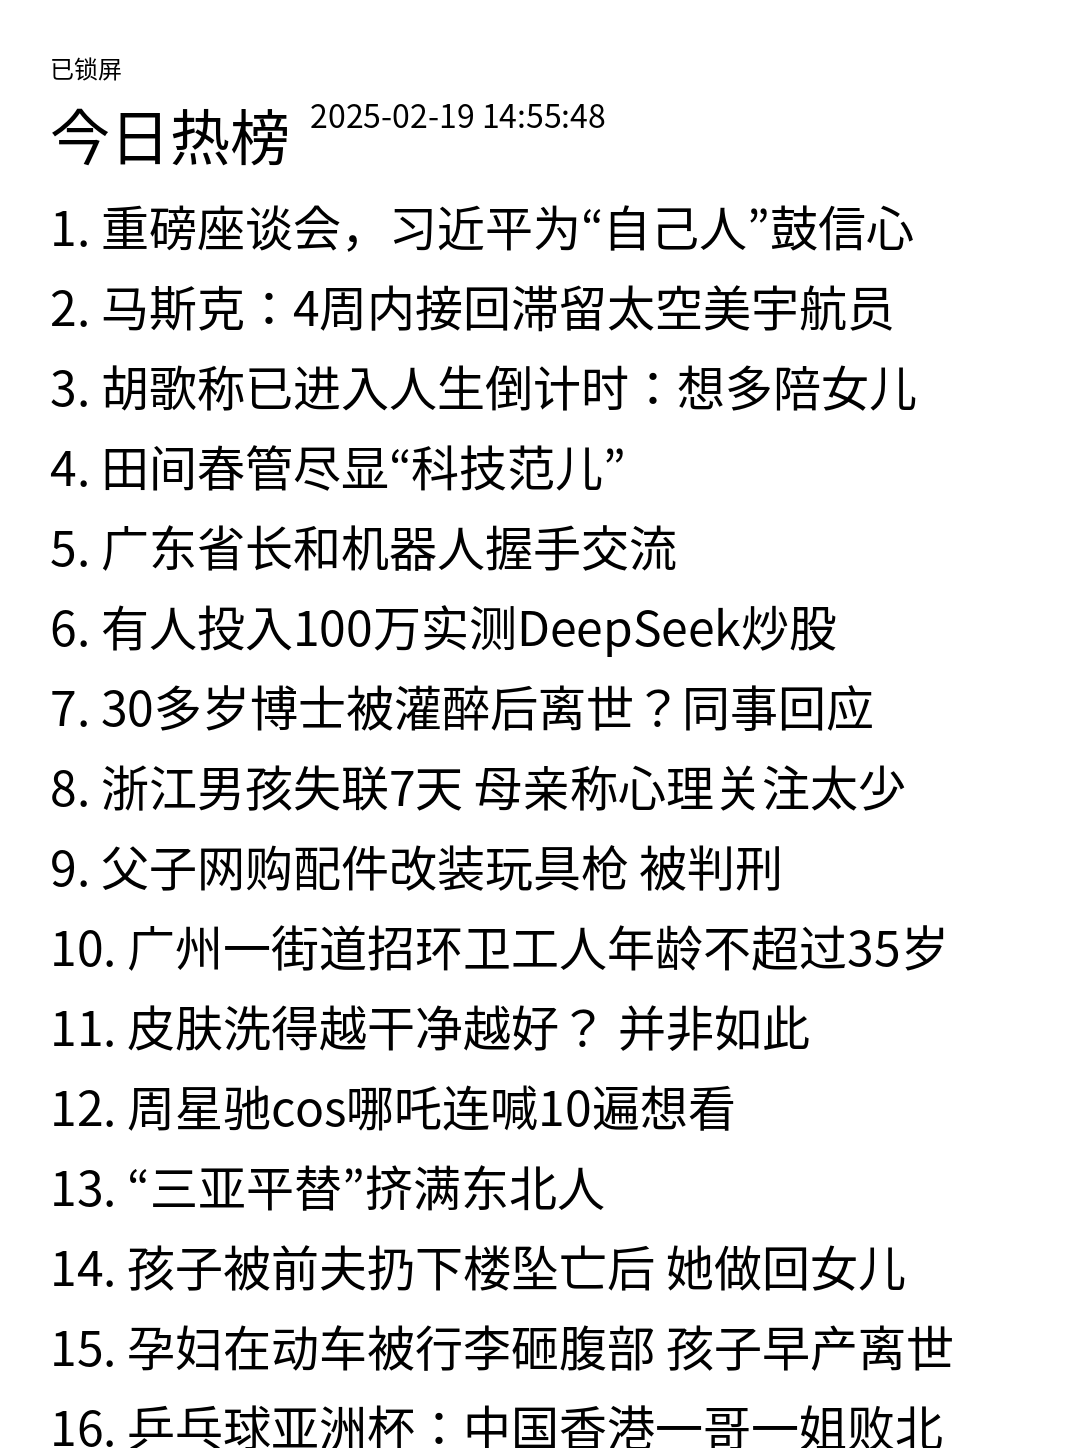 已锁屏
今日热榜 2025-02-19 14:55:48
1. 重磅座谈会，习近平为“自己人”鼓信心
2. 马斯克：4周内接回滞留太空美宇航员
3. 胡歌称已进入人生倒计时：想多陪女儿
4. 田间春管尽显“科技范儿”
5. 广东省长和机器人握手交流
6. 有人投入100万实测DeepSeek炒股
7. 30多岁博士被灌醉后离世？同事回应
8. 浙江男孩失联7天 母亲称心理关注太少
9. 父子网购配件改装玩具枪 被判刑
10. 广州一街道招环卫工人年龄不超过35岁
11. 皮肤洗得越干净越好？ 并非如此
12. 周星驰cos哪吒连喊10遍想看
13. “三亚平替”挤满东北人
14. 孩子被前夫扔下楼坠亡后 她做回女儿
15. 孕妇在动车被行李砸腹部 孩子早产离世
16. 乒乓球亚洲杯：中国香港一哥一姐败北